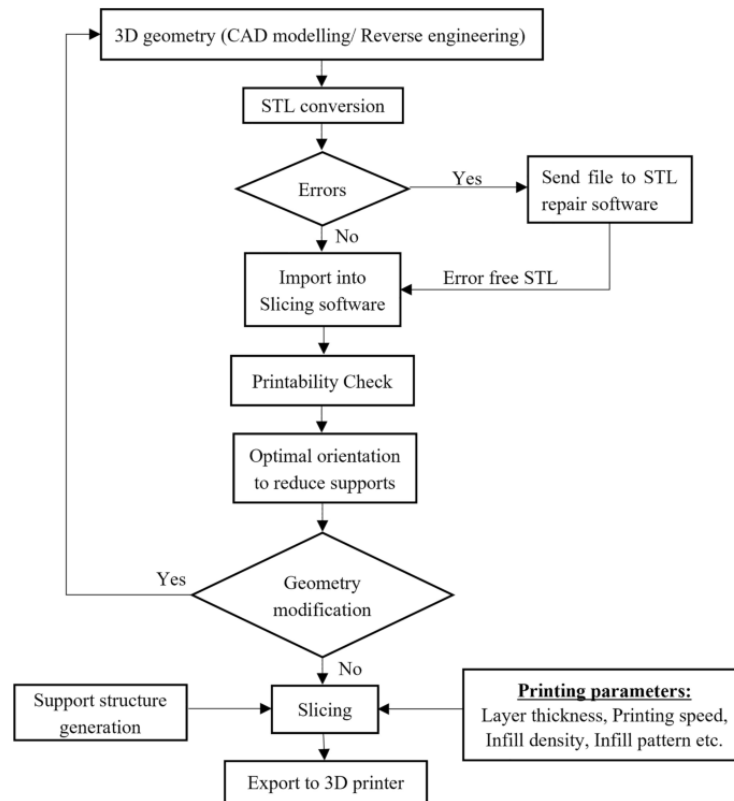 3D geometry (CAD modelling/ Reverse engineering)
STL conversion
Errors
Yes
Send file to STL
repair software
No
Import into
Slicing software
Error free STL
Printability Check
Optimal orientation
to reduce supports
Yes
Geometry
modification
No
Support structure
generation
Slicing
Printing parameters:
Layer thickness, Printing speed,
Infill density, Infill pattern etc.
Export to 3D printer